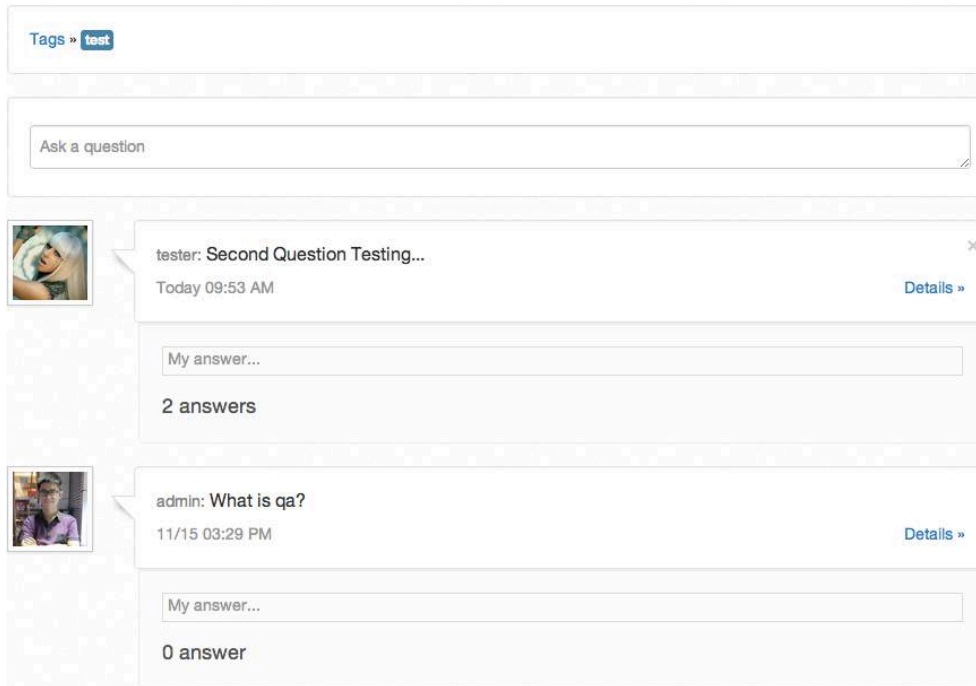 Tags » test
Ask a question
tester: Second Question Testing...
Today 09:53 AM
Details »
My answer...
2 answers
admin: What is qa?
11/15 03:29 PM
Details »
My answer...
0 answer